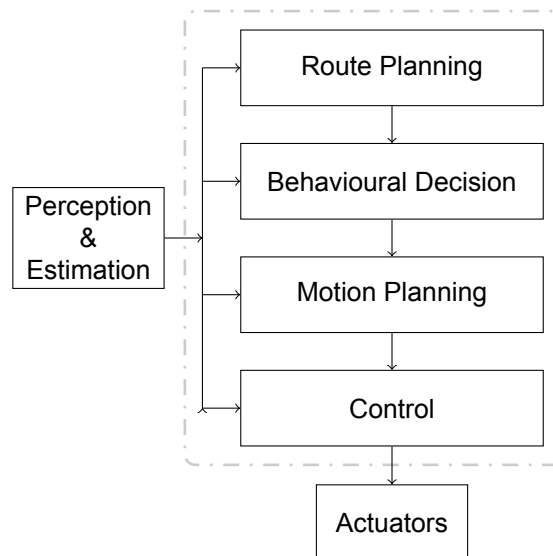 Route Planning
Behavioural Decision
Perception
&
Estimation
Motion Planning
Control
Actuators